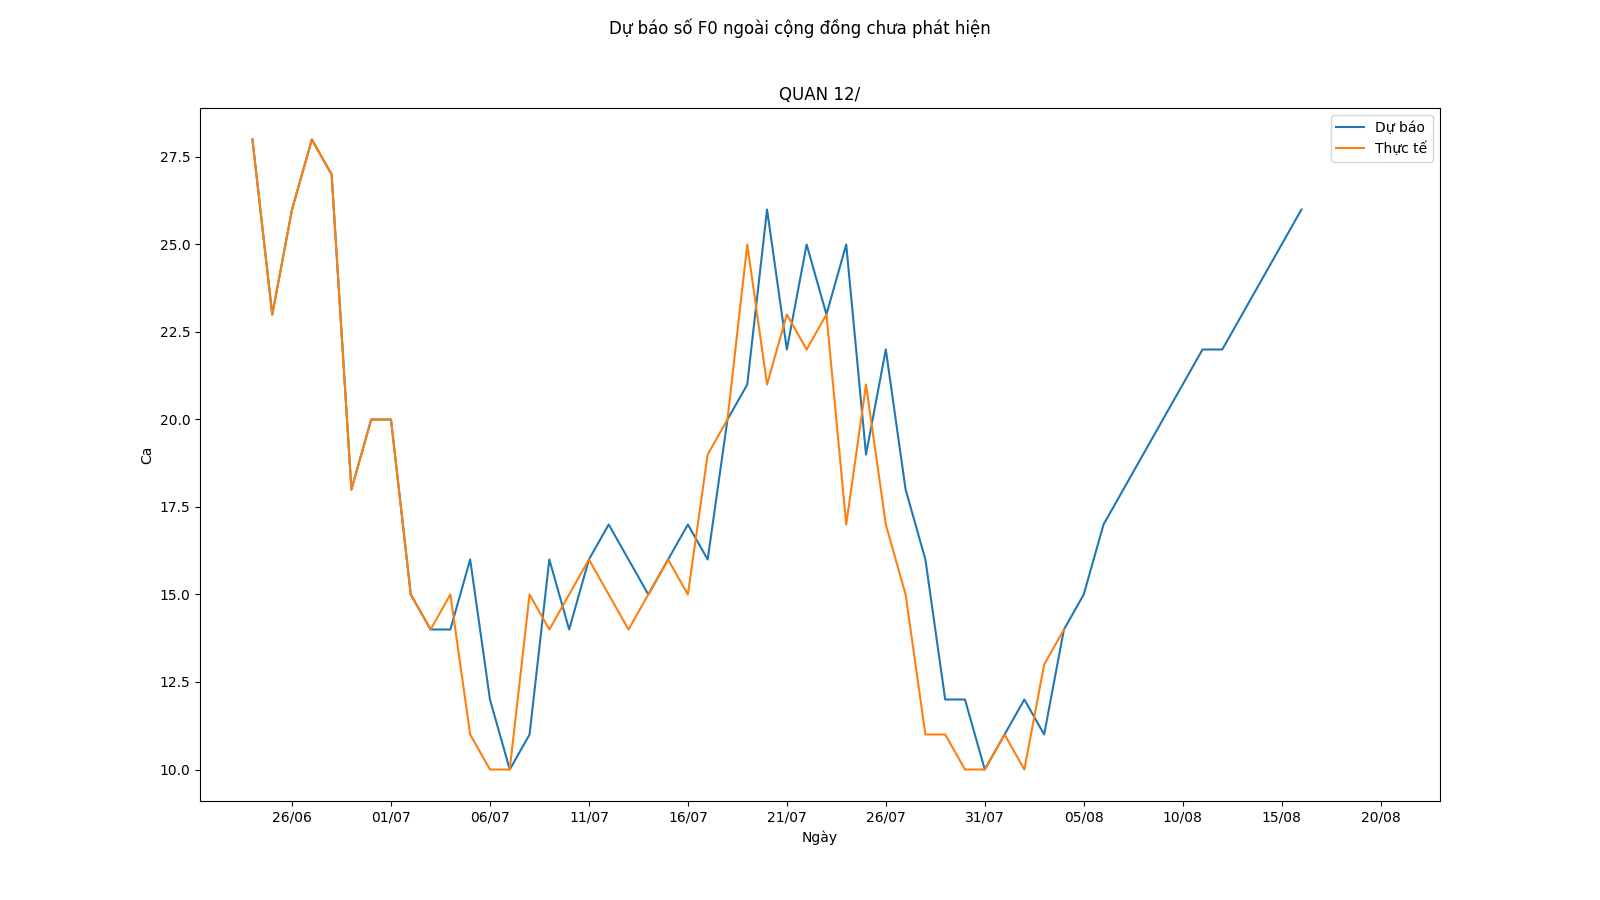 Dự báo số F0 ngoài cộng đồng chưa phát hiện
QUAN 12/
Dự báo
Thực tế
27.5
25.0
22.5
20.0
17.5
15.0
12.5
10.0
Ca
26/06 01/07 06/07 11/07 16/07 21/07 26/07 31/07 05/08 10/08 15/08 20/08
Ngày